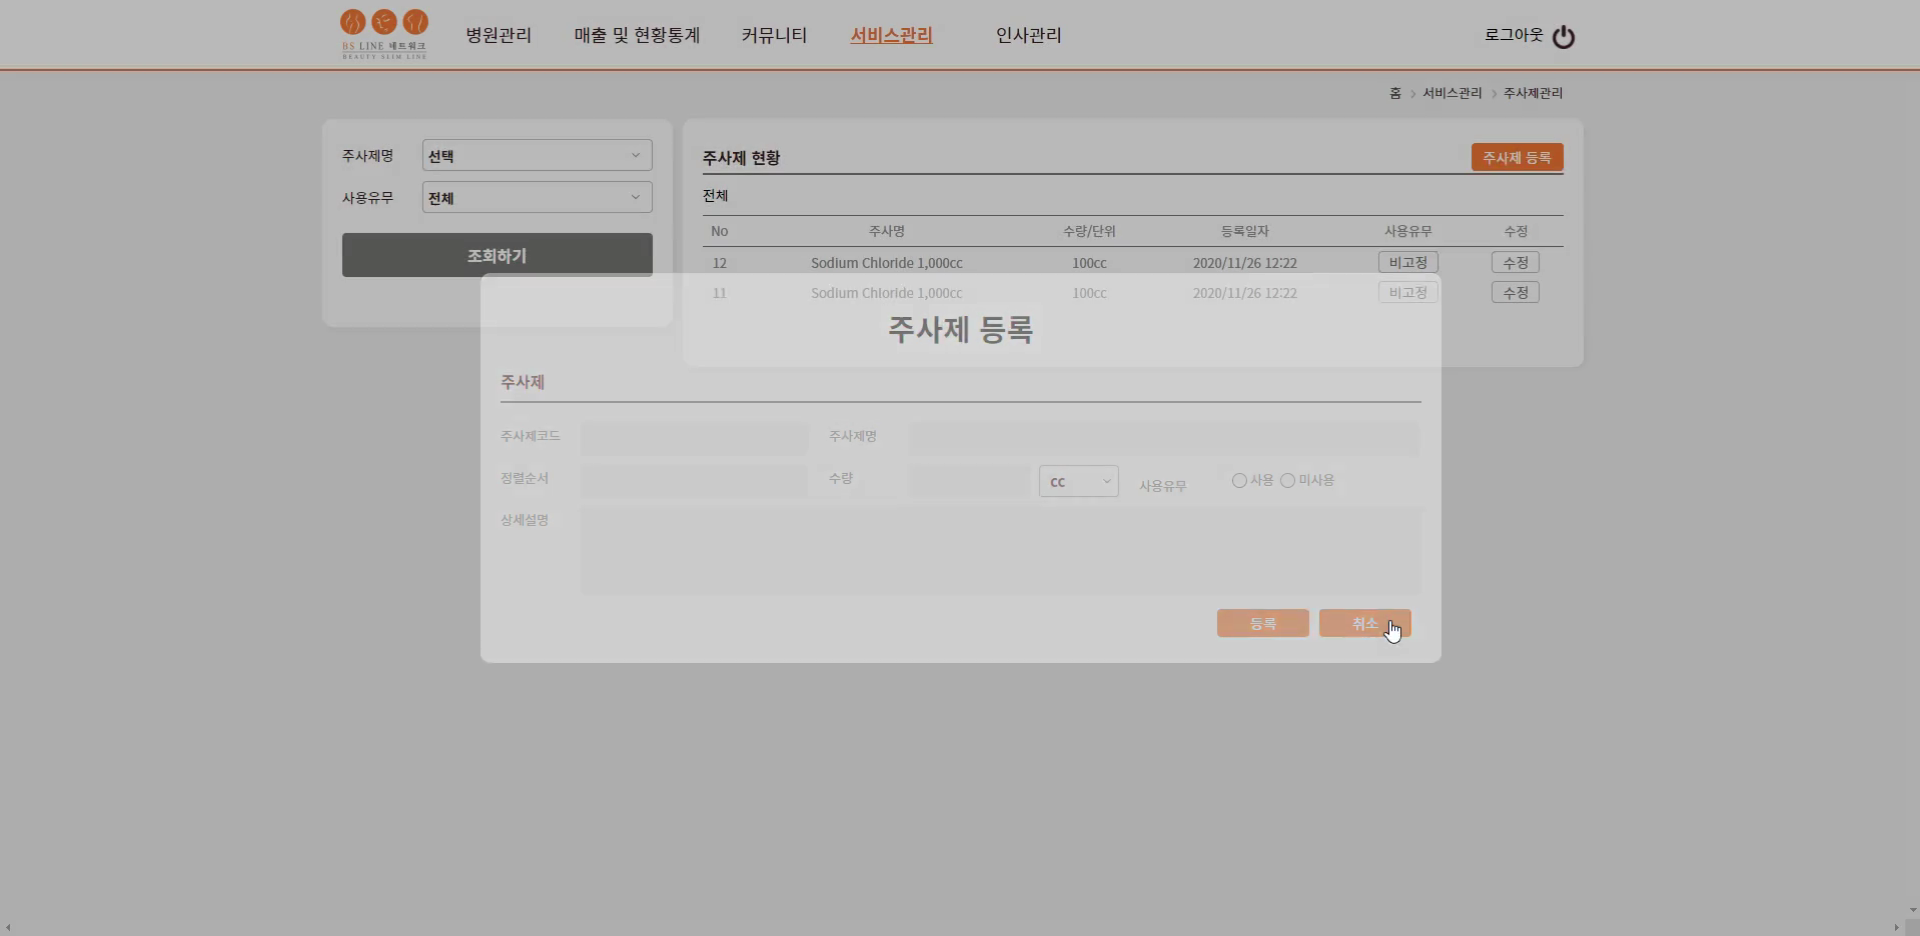 BS LINE 네트워크
BEAUTY SLIM LINE
병원관리 매출 및 현황통계 커뮤니티 서비스관리 인사관리 로그아웃
홈 > 서비스관리 > 주사제관리
주사제명 선택
사용유무 전체
조회하기
주사제 현황 주사제 등록
전체
No 주사명 수량/단위 등록일자 사용유무 수정
12 Sodium Chloride 1,000cc 100cc 2020/11/26 12:22 비고정 수정
11 Sodium Chloride 1,000cc 100cc 2020/11/26 12:22 비고정 수정
주사제 등록
주사제
주사제코드 주사제명
정렬순서 수량 cc 사용유무 사용 미사용
상세설명
등록 취소